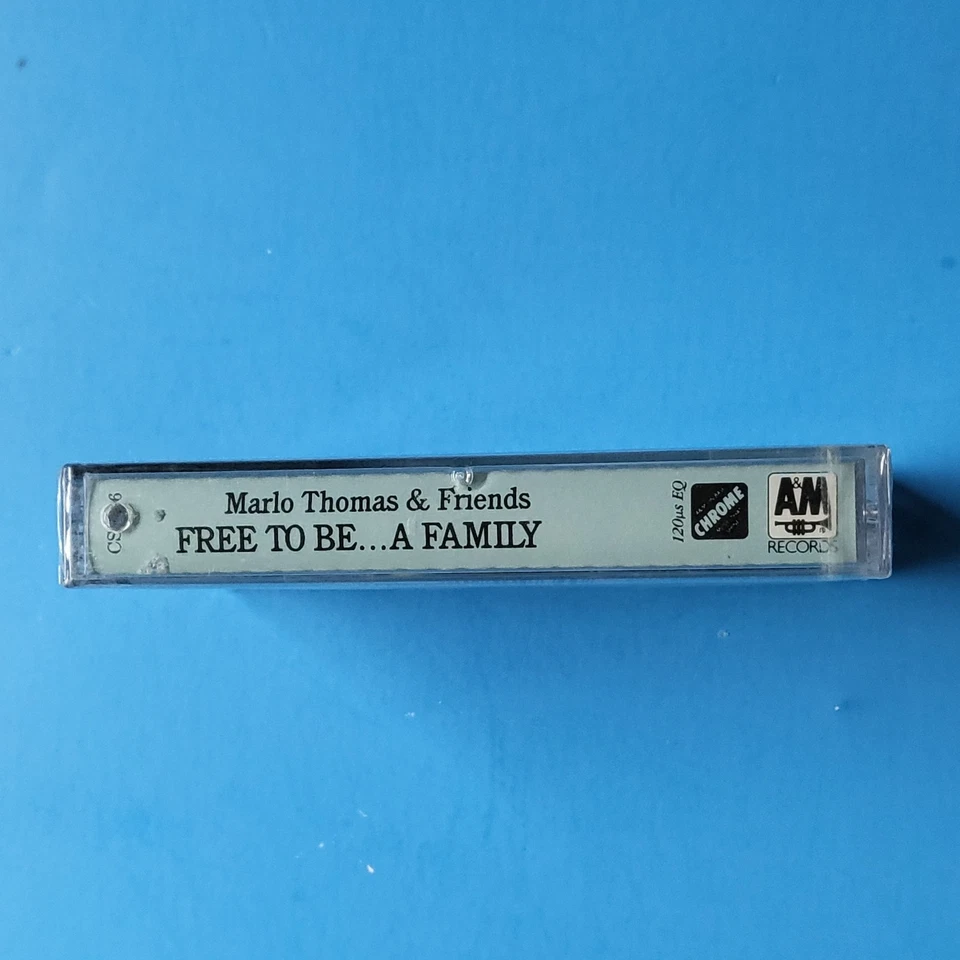 Marlo Thomas & Friends
FREE TO BE...A FAMILY
120µs EQ
CHROME
A&M
RECORDS